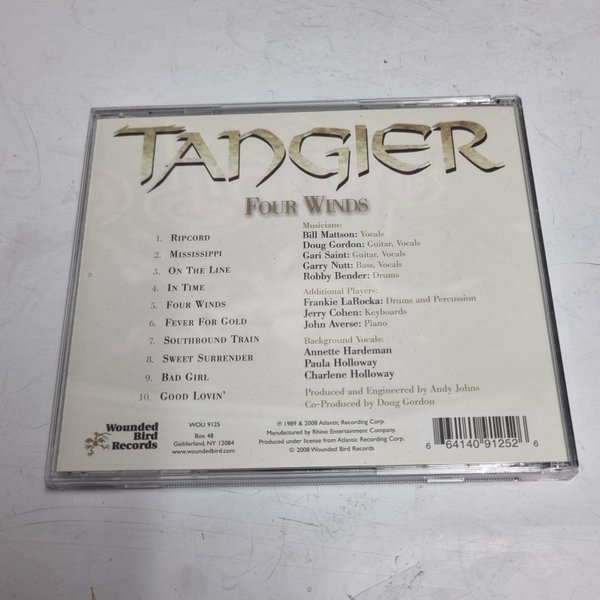 TANGIER
FOUR WINDS
1. RIPCORD
2. MISSISSIPPI
3. ON THE LINE
4. IN TIME
5. FOUR WINDS
6. FEVER FOR GOLD
7. SOUTHBOUND TRAIN
8. SWEET SURRENDER
9. BAD GIRL
10. GOOD LOVIN'
Musicians:
Bill Mattson: Vocals
Doug Gordon: Guitar, Vocals
Gari Saint: Guitar, Vocals
Garry Nutt: Bass, Vocals
Robby Bender: Drums
Additional Players:
Frankie LaRocka: Drums and Percussion
Jerry Cohen: Keyboards
John Averse: Piano
Background Vocals:
Annette Hardeman
Paula Holloway
Charlene Holloway
Produced and Engineered by Andy Johns
Co-Produced by Doug Gordon
Wounded
Bird
Records
WOU 9125
Box 48
Guilderland, NY 12084
www.woundedbird.com
℗ 1989 & 2008 Atlantic Recording Corp.
Manufactured by Rhino Entertainment Company.
Produced under license from Atlantic Recording Corp.
© 2008 Wounded Bird Records
6 64140 91252 6